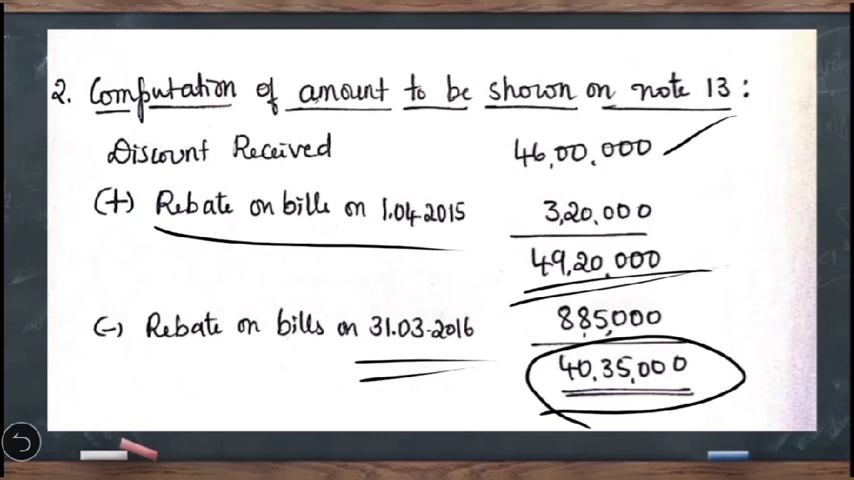 2. Computation of amount to be shown on note 13:
Discount Received 46,00,000
(+) Rebate on bills on 1.04.2015 3,20,000
49,20,000
(-) Rebate on bills on 31.03.2016 885,000
40,35,000